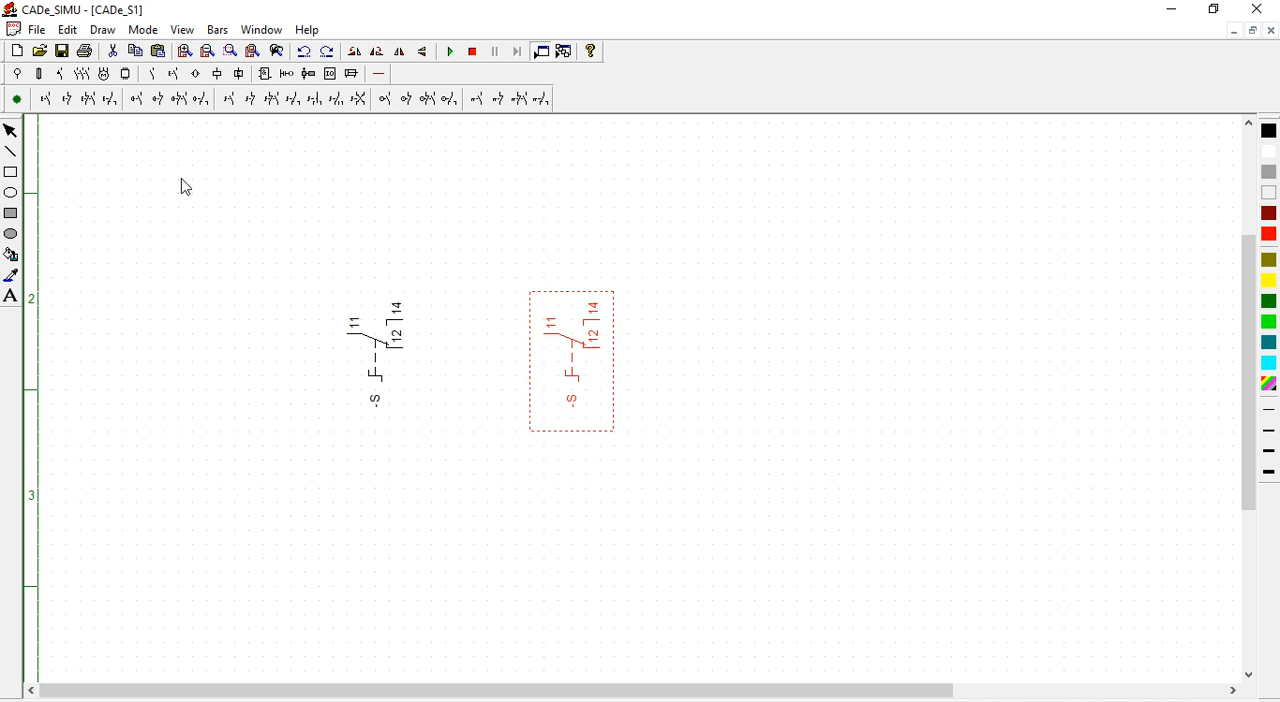 CADe_SIMU - [CADe_S1]
File Edit Draw Mode View Bars Window Help
A
2
3
11
14
12
-S
11
14
12
-S